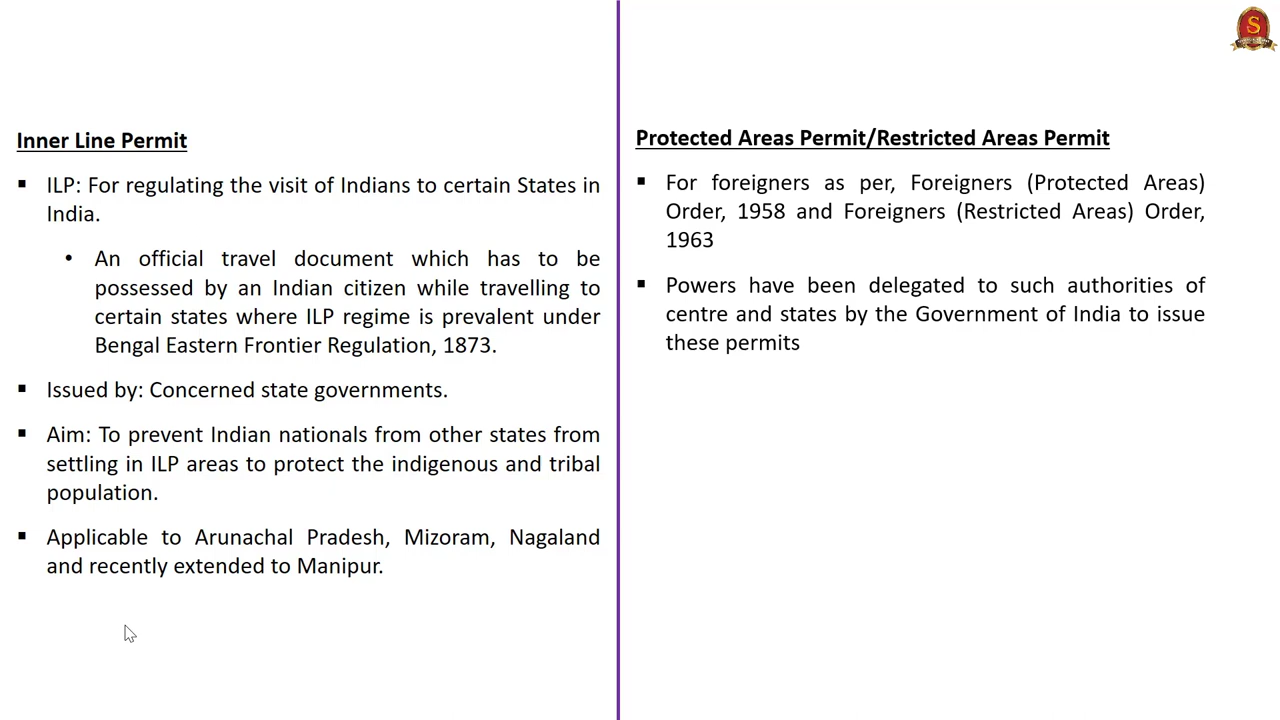 Inner Line Permit
▪ ILP: For regulating the visit of Indians to certain States in
India.
• An official travel document which has to be
possessed by an Indian citizen while travelling to
certain states where ILP regime is prevalent under
Bengal Eastern Frontier Regulation, 1873.
▪ Issued by: Concerned state governments.
▪ Aim: To prevent Indian nationals from other states from
settling in ILP areas to protect the indigenous and tribal
population.
▪ Applicable to Arunachal Pradesh, Mizoram, Nagaland
and recently extended to Manipur.
Protected Areas Permit/Restricted Areas Permit
▪ For foreigners as per, Foreigners (Protected Areas)
Order, 1958 and Foreigners (Restricted Areas) Order,
1963
▪ Powers have been delegated to such authorities of
centre and states by the Government of India to issue
these permits
S